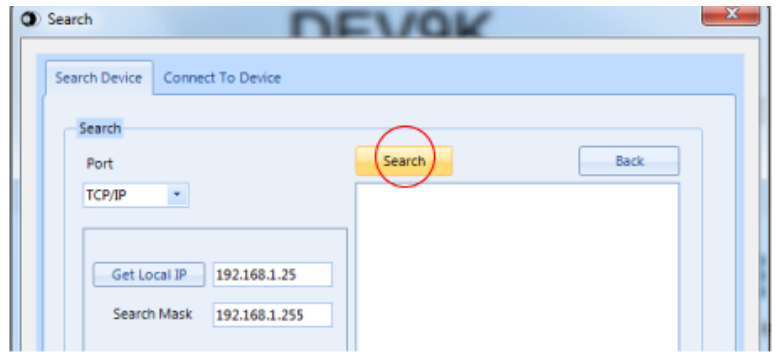 Search
DEV9K
Search Device Connect To Device
Search
Port
Search Back
TCP/IP
Get Local IP 192.168.1.25
Search Mask 192.168.1.255